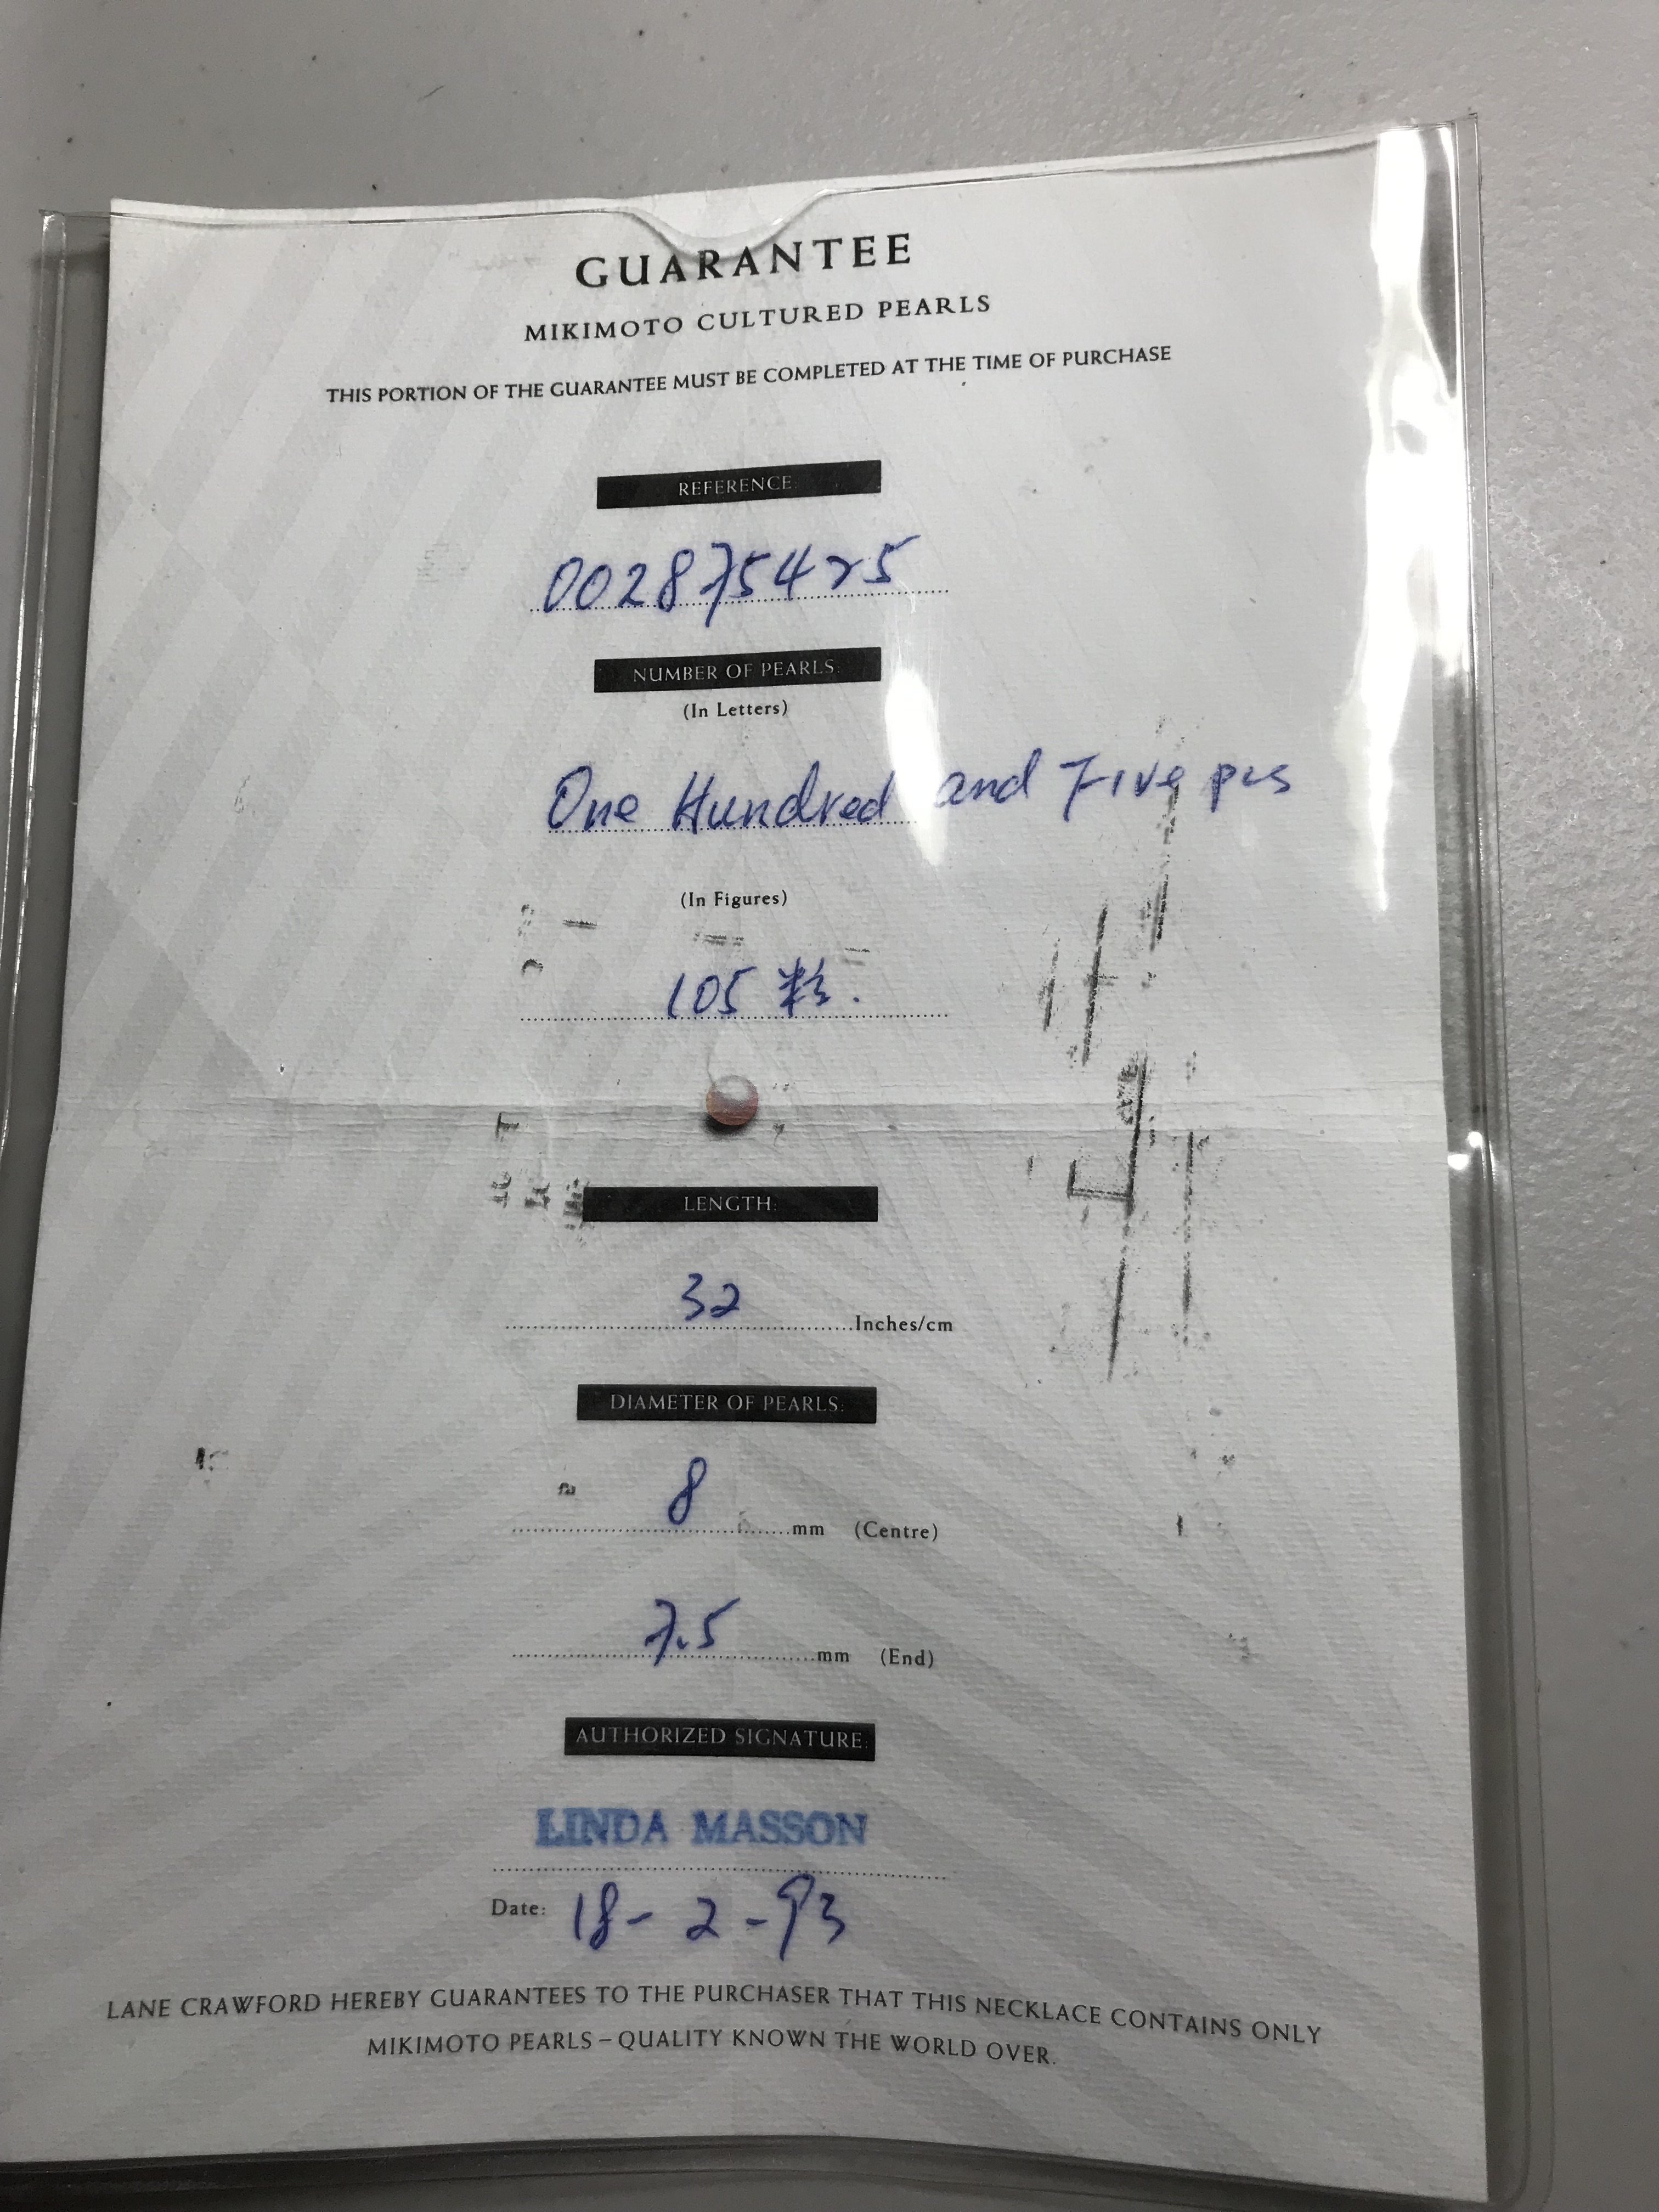 GUARANTEE
MIKIMOTO CULTURED PEARLS
THIS PORTION OF THE GUARANTEE MUST BE COMPLETED AT THE TIME OF PURCHASE
REFERENCE:
002875425
NUMBER OF PEARLS:
(In Letters)
One Hundred and Five pcs
(In Figures)
105
LENGTH:
32
Inches/cm
DIAMETER OF PEARLS:
8
mm (Centre)
7.5
mm (End)
AUTHORIZED SIGNATURE:
LINDA MASSON
Date: 18-2-93
LANE CRAWFORD HEREBY GUARANTEES TO THE PURCHASER THAT THIS NECKLACE CONTAINS ONLY
MIKIMOTO PEARLS – QUALITY KNOWN THE WORLD OVER.